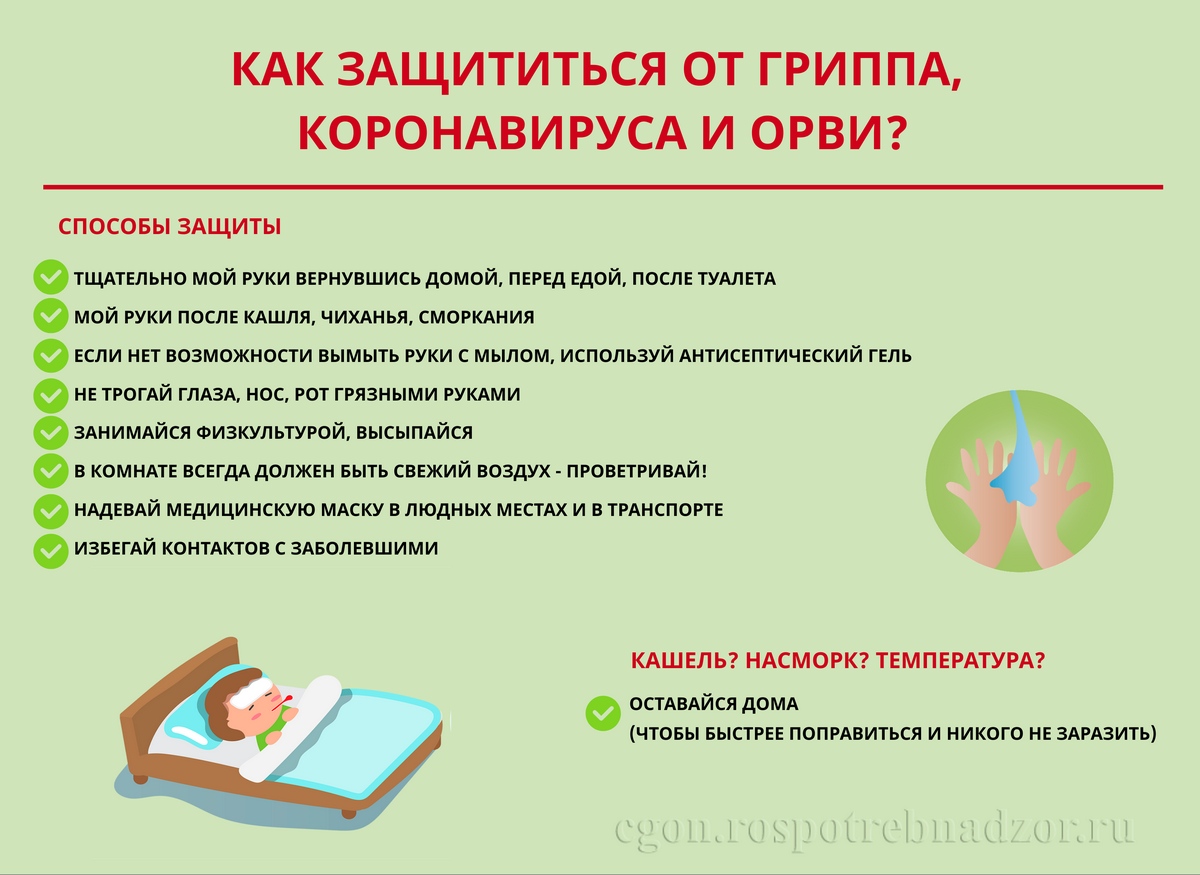 КАК ЗАЩИТИТЬСЯ ОТ ГРИППА,
КОРОНАВИРУСА И ОРВИ?
СПОСОБЫ ЗАЩИТЫ
ТЩАТЕЛЬНО МОЙ РУКИ ВЕРНУВШИСЬ ДОМОЙ, ПЕРЕД ЕДОЙ, ПОСЛЕ ТУАЛЕТА
МОЙ РУКИ ПОСЛЕ КАШЛЯ, ЧИХАНЬЯ, СМОРКАНИЯ
ЕСЛИ НЕТ ВОЗМОЖНОСТИ ВЫМЫТЬ РУКИ С МЫЛОМ, ИСПОЛЬЗУЙ АНТИСЕПТИЧЕСКИЙ ГЕЛЬ
НЕ ТРОГАЙ ГЛАЗА, НОС, РОТ ГРЯЗНЫМИ РУКАМИ
ЗАНИМАЙСЯ ФИЗКУЛЬТУРОЙ, ВЫСЫПАЙСЯ
В КОМНАТЕ ВСЕГДА ДОЛЖЕН БЫТЬ СВЕЖИЙ ВОЗДУХ - ПРОВЕТРИВАЙ!
НАДЕВАЙ МЕДИЦИНСКУЮ МАСКУ В ЛЮДНЫХ МЕСТАХ И В ТРАНСПОРТЕ
ИЗБЕГАЙ КОНТАКТОВ С ЗАБОЛЕВШИМИ
КАШЕЛЬ? НАСМОРК? ТЕМПЕРАТУРА?
ОСТАВАЙСЯ ДОМА
(ЧТОБЫ БЫСТРЕЕ ПОПРАВИТЬСЯ И НИКОГО НЕ ЗАРАЗИТЬ)
cgon.rospotrebnadzor.ru